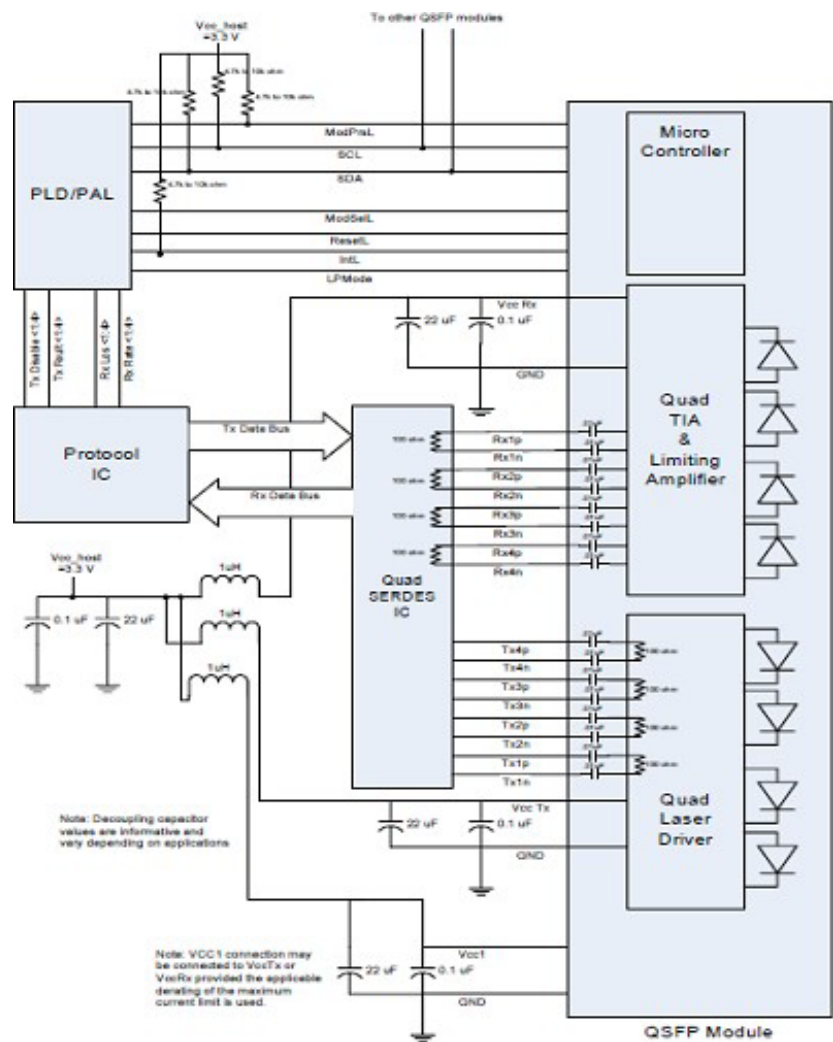 To other QSFP modules
Vcc_host
=3.3 V
4.7k to 10k ohm
4.7k to 10k ohm
4.7k to 10k ohm
4.7k to 10k ohm
PLD/PAL
ModPrsL
SCL
SDA
ModSelL
ResetL
IntL
LPMode
Micro
Controller
Tx Disable <1:4>
Tx Fault <1:4>
Rx Los <1:4>
Rx Rate <1:4>
Vcc Rx
22 uF
0.1 uF
GND
Quad
TIA
&
Limiting
Amplifier
Protocol
IC
Tx Data Bus
Rx Data Bus
100 ohm
100 ohm
100 ohm
100 ohm
Rx1p
Rx1n
Rx2p
Rx2n
Rx3p
Rx3n
Rx4p
Rx4n
Quad
SERDES
IC
Vcc_host
=3.3 V
0.1 uF
22 uF
1uH
1uH
1uH
Tx4p
Tx4n
Tx3p
Tx3n
Tx2p
Tx2n
Tx1p
Tx1n
100 ohm
100 ohm
100 ohm
100 ohm
Quad
Laser
Driver
Vcc Tx
22 uF
0.1 uF
GND
Note: Decoupling capacitor
values are informative and
vary depending on applications
Note: VCC1 connection may
be connected to VccTx or
VccRx provided the applicable
derating of the maximum
current limit is used.
Vcc1
22 uF
0.1 uF
GND
QSFP Module